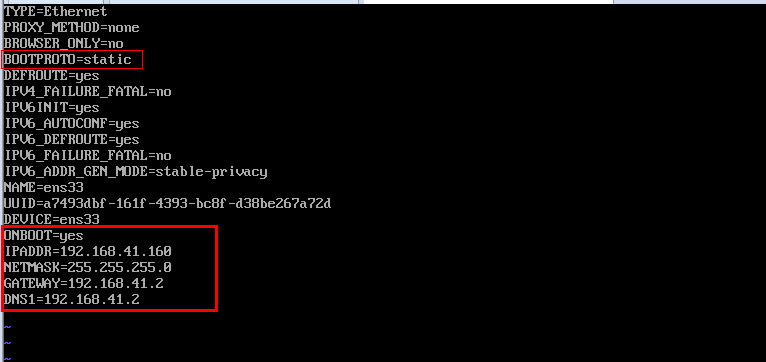 TYPE=Ethernet
PROXY_METHOD=none
BROWSER_ONLY=no
BOOTPROTO=static
DEFROUTE=yes
IPV4_FAILURE_FATAL=no
IPV6INIT=yes
IPV6_AUTOCONF=yes
IPV6_DEFROUTE=yes
IPV6_FAILURE_FATAL=no
IPV6_ADDR_GEN_MODE=stable-privacy
NAME=ens33
UUID=a7493dbf-161f-4393-bc8f-d38be267a72d
DEVICE=ens33
ONBOOT=yes
IPADDR=192.168.41.160
NETMASK=255.255.255.0
GATEWAY=192.168.41.2
DNS1=192.168.41.2
~
~
~